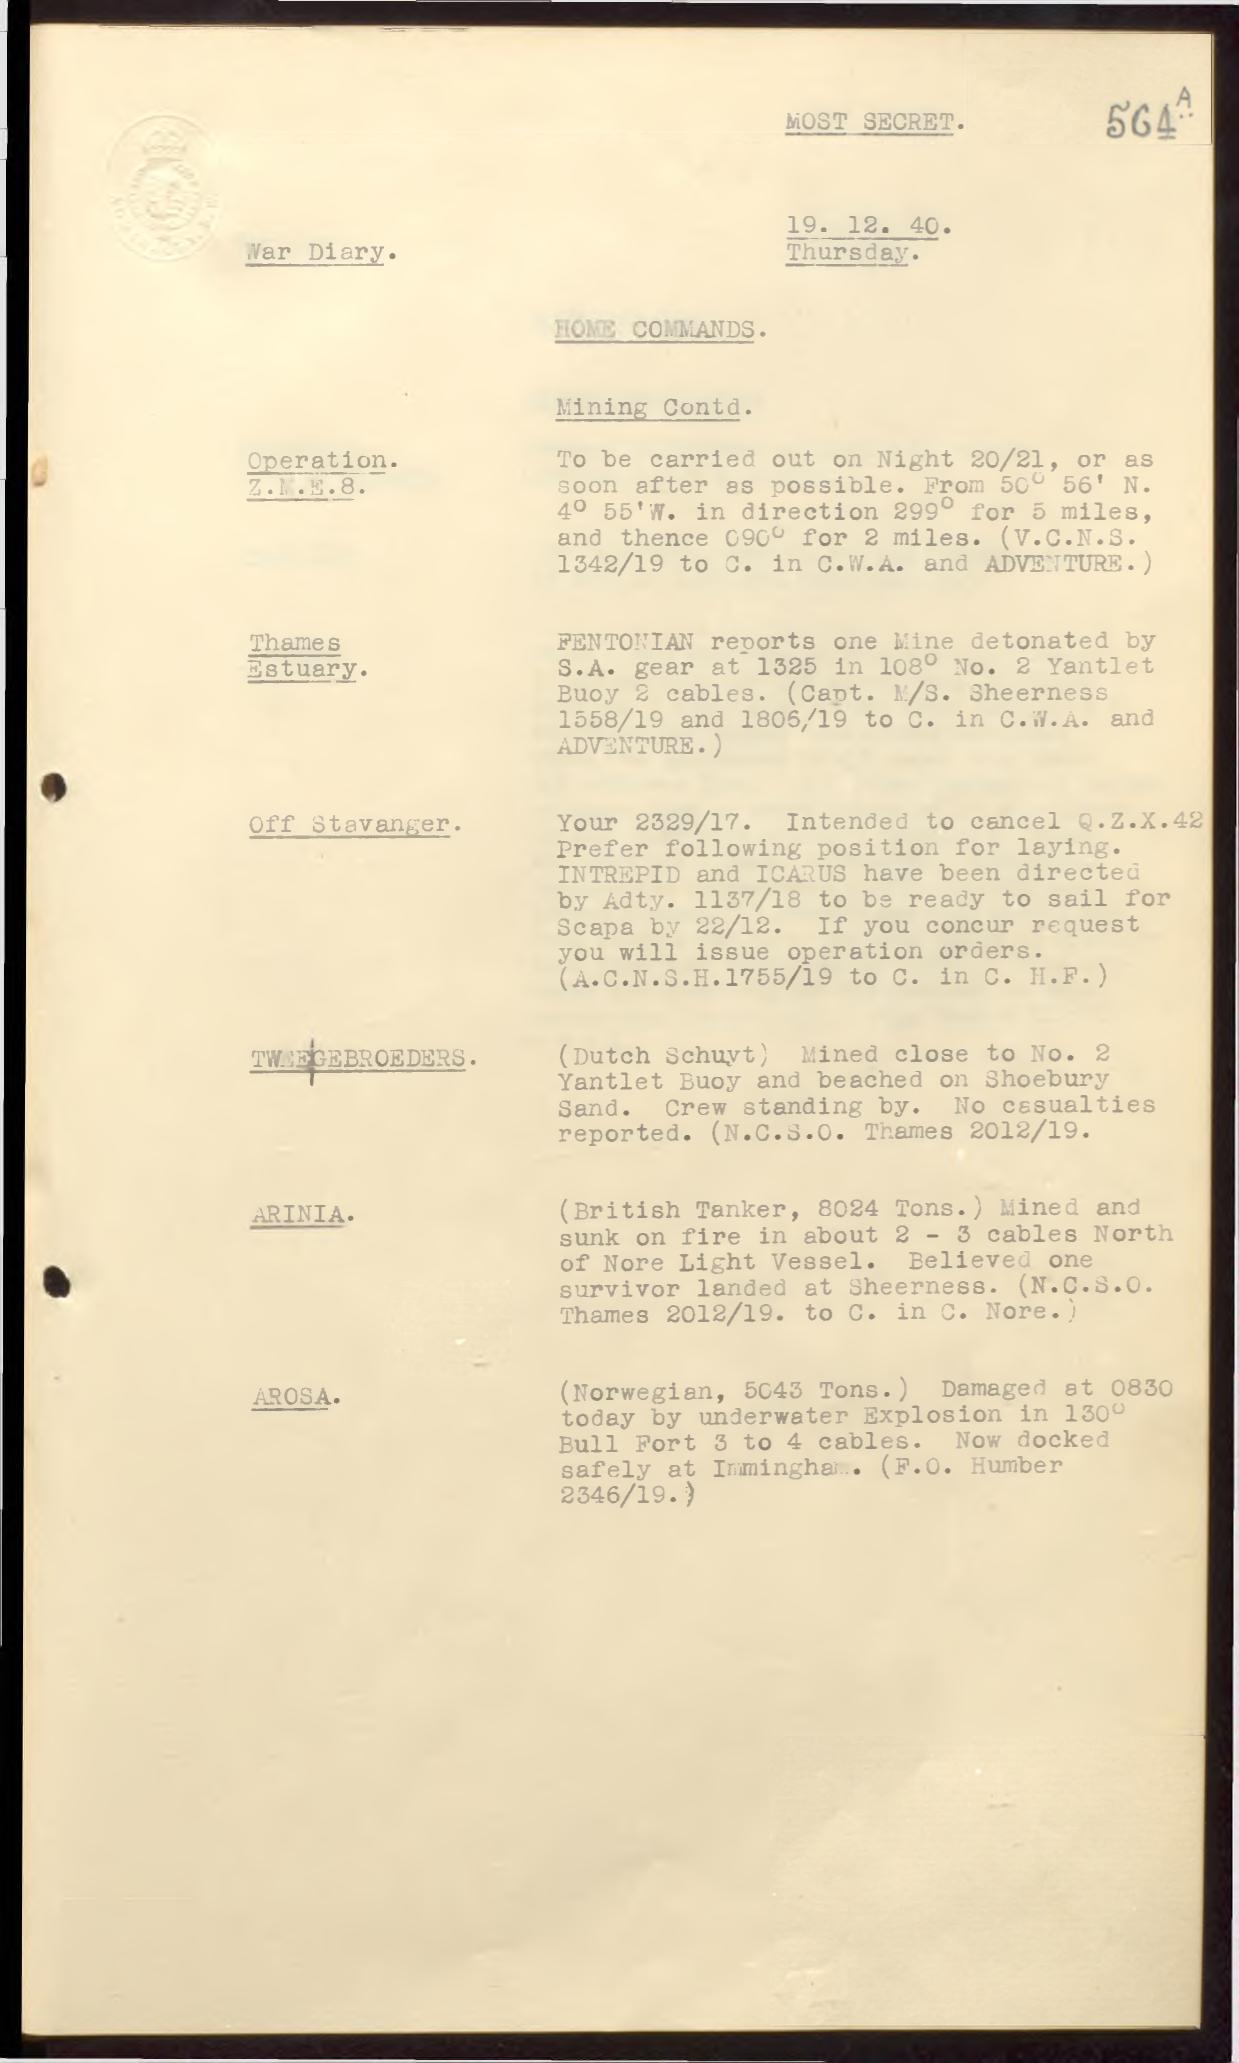 MOST SECRET.
564 A
19. 12. 40.
War Diary.
Thursday.
HOME COMMANDS.
Mining Contd.
Operation.
Z.M.E.8.
To be carried out on Night 20/21, or as
soon after as possible. From 50° 56' N.
4° 55'W. in direction 299° for 5 miles,
and thence 090° for 2 miles. (V.C.N.S.
1342/19 to C. in C.W.A. and ADVENTURE.)
Thames
Estuary.
PENTONIAN reports one Mine detonated by
S.A. gear at 1325 in 108° No. 2 Yantlet
Buoy 2 cables. (Capt. M/S. Sheerness
1558/19 and 1806/19 to C. in C.W.A. and
ADVENTURE.)
Off Stavanger.
Your 2329/17. Intended to cancel Q.Z.X.42
Prefer following position for laying.
INTREPID and ICARUS have been directed
by Adty. 1137/18 to be ready to sail for
Scapa by 22/12. If you concur request
you will issue operation orders.
(A.C.N.S.H.1755/19 to C. in C. H.F.)
TWEE|GEBROEDERS.
(Dutch Schuyt) Mined close to No. 2
Yantlet Buoy and beached on Shoebury
Sand. Crew standing by. No casualties
reported. (N.C.S.O. Thames 2012/19.
ARINIA.
(British Tanker, 8024 Tons.) Mined and
sunk on fire in about 2 - 3 cables North
of Nore Light Vessel. Believed one
survivor landed at Sheerness. (N.C.S.O.
Thames 2012/19. to C. in C. Nore.)
AROSA.
(Norwegian, 5043 Tons.) Damaged at 0830
today by underwater Explosion in 130°
Bull Fort 3 to 4 cables. Now docked
safely at Immingham. (F.O. Humber
2346/19.)